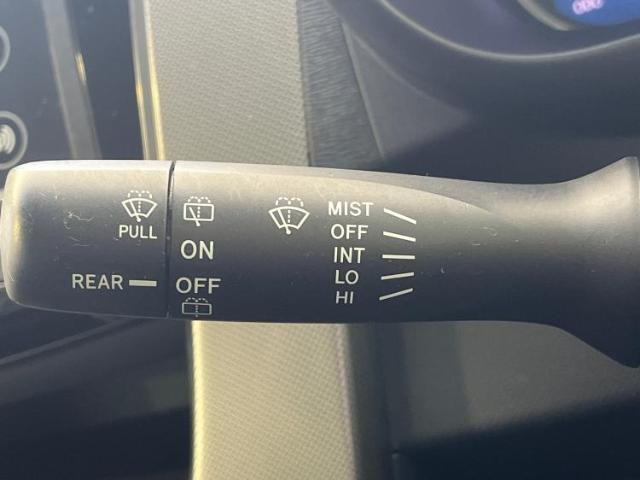 PULL
REAR
ON
OFF
MIST
OFF
INT
LO
HI